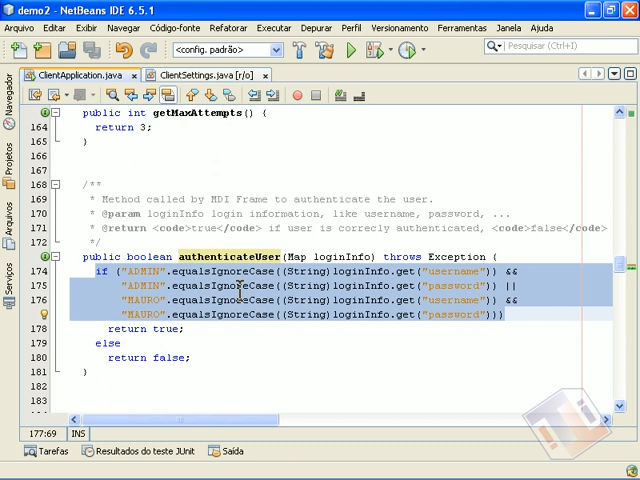 demo2 - NetBeans IDE 6.5.1
Arquivo Editar Exibir Navegar Código-fonte Refatorar Executar Depurar Perfil Versionamento Ferramentas Janela Ajuda
<config. padrão> Pesquisar (Ctrl+I)
ClientApplication.java ClientSettings.java [r/o]
Navegador
Projetos
Arquivos
Serviços
public int getMaxAttempts() {
164 return 3;
165 }
166
167
168 /**
169 * Method called by MDI Frame to authenticate the user.
170 * @param loginInfo login information, like username, password, ...
171 * @return <code>true</code> if user is correcly authenticated, <code>false</code>
172 */
public boolean authenticateUser(Map loginInfo) throws Exception {
174 if ("ADMIN".equalsIgnoreCase((String)loginInfo.get("username")) &&
175 "ADMIN".equalsIgnoreCase((String)loginInfo.get("password")) ||
176 "MAURO".equalsIgnoreCase((String)loginInfo.get("username")) &&
"MAURO".equalsIgnoreCase((String)loginInfo.get("password")))
178 return true;
179 else
180 return false;
181 }
182
183
177:69 INS
Tarefas Resultados do teste JUnit Saída